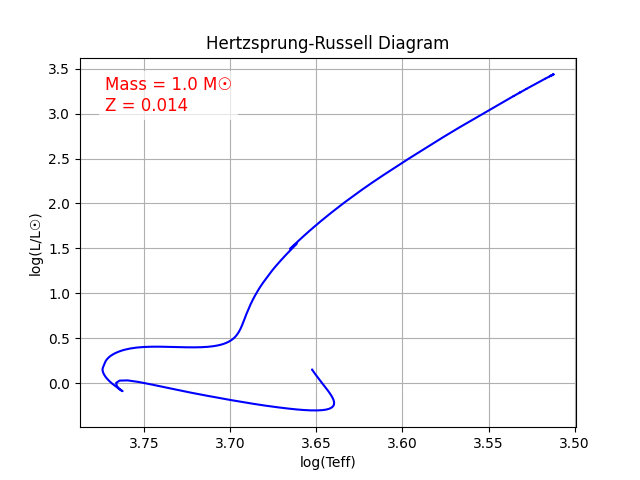 Hertzsprung-Russell Diagram
Mass = 1.0 M☉
Z = 0.014
log(L/L☉)
3.5
3.0
2.5
2.0
1.5
1.0
0.5
0.0
3.75 3.70 3.65 3.60 3.55 3.50
log(Teff)